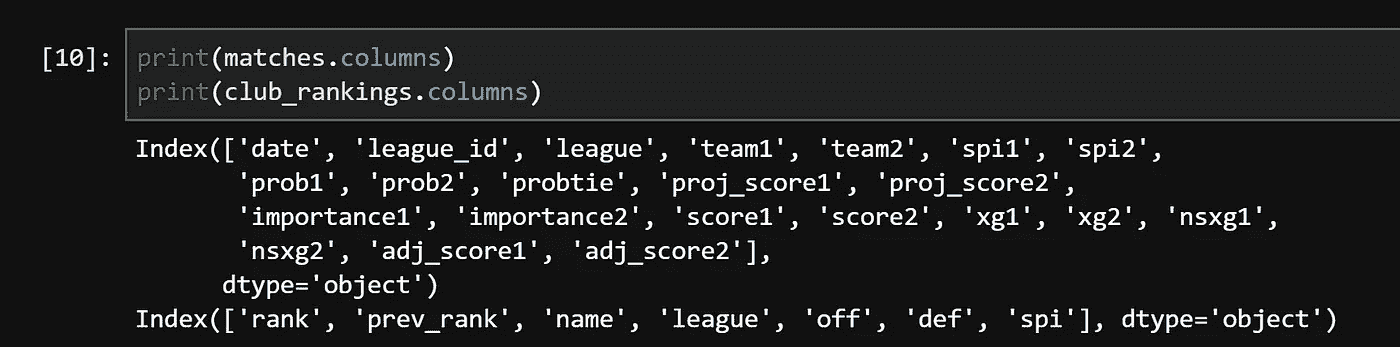 [10]: print(matches.columns)
print(club_rankings.columns)
Index(['date', 'league_id', 'league', 'team1', 'team2', 'spi1', 'spi2',
'prob1', 'prob2', 'probtie', 'proj_score1', 'proj_score2',
'importance1', 'importance2', 'score1', 'score2', 'xg1', 'xg2', 'nsxg1',
'nsxg2', 'adj_score1', 'adj_score2'],
dtype='object')
Index(['rank', 'prev_rank', 'name', 'league', 'off', 'def', 'spi'], dtype='object')